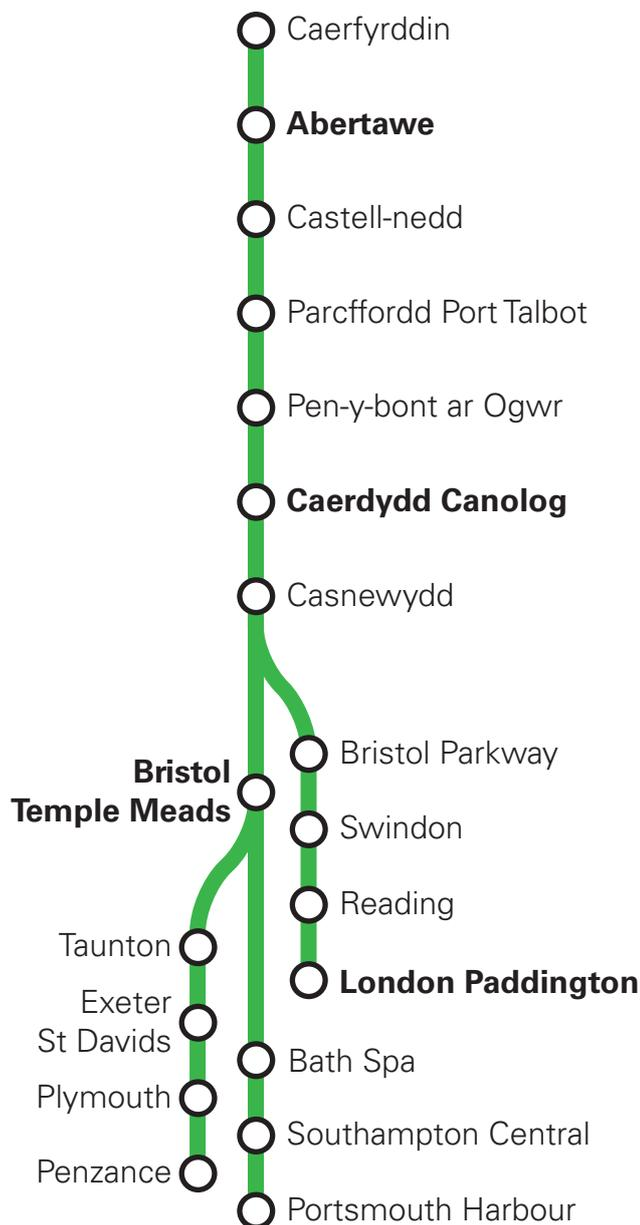 Caerfyrddin
Abertawe
Castell-nedd
Parcffordd Port Talbot
Pen-y-bont ar Ogwr
Caerdydd Canolog
Casnewydd
Bristol Parkway
Bristol
Temple Meads
Swindon
Reading
Taunton
London Paddington
Exeter
St Davids
Bath Spa
Plymouth
Southampton Central
Penzance
Portsmouth Harbour